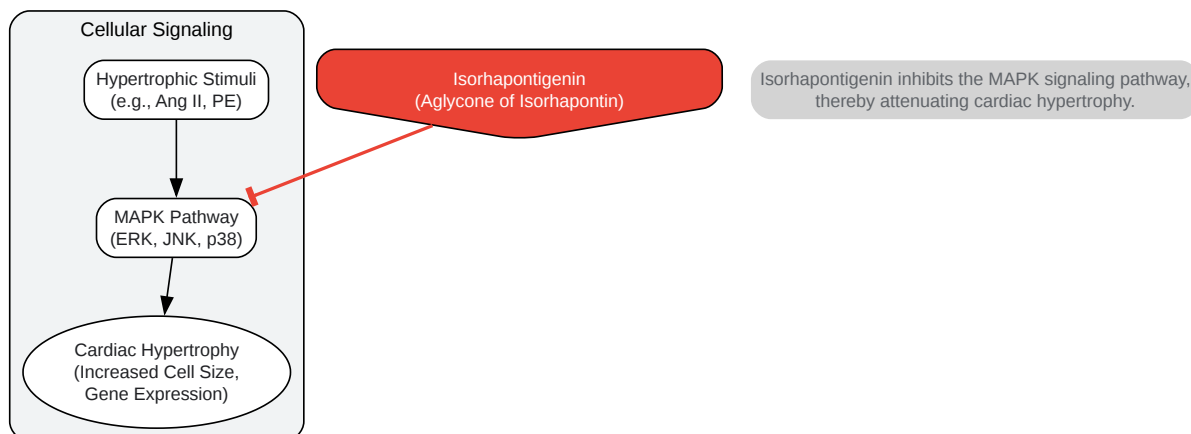 Cellular Signaling
Hypertrophic Stimuli
(e.g., Ang II, PE)
Isorhapontigenin
(Aglycone of Isorhapontin)
Isorhapontigenin inhibits the MAPK signaling pathway,
thereby attenuating cardiac hypertrophy.
MAPK Pathway
(ERK, JNK, p38)
Cardiac Hypertrophy
(Increased Cell Size,
Gene Expression)